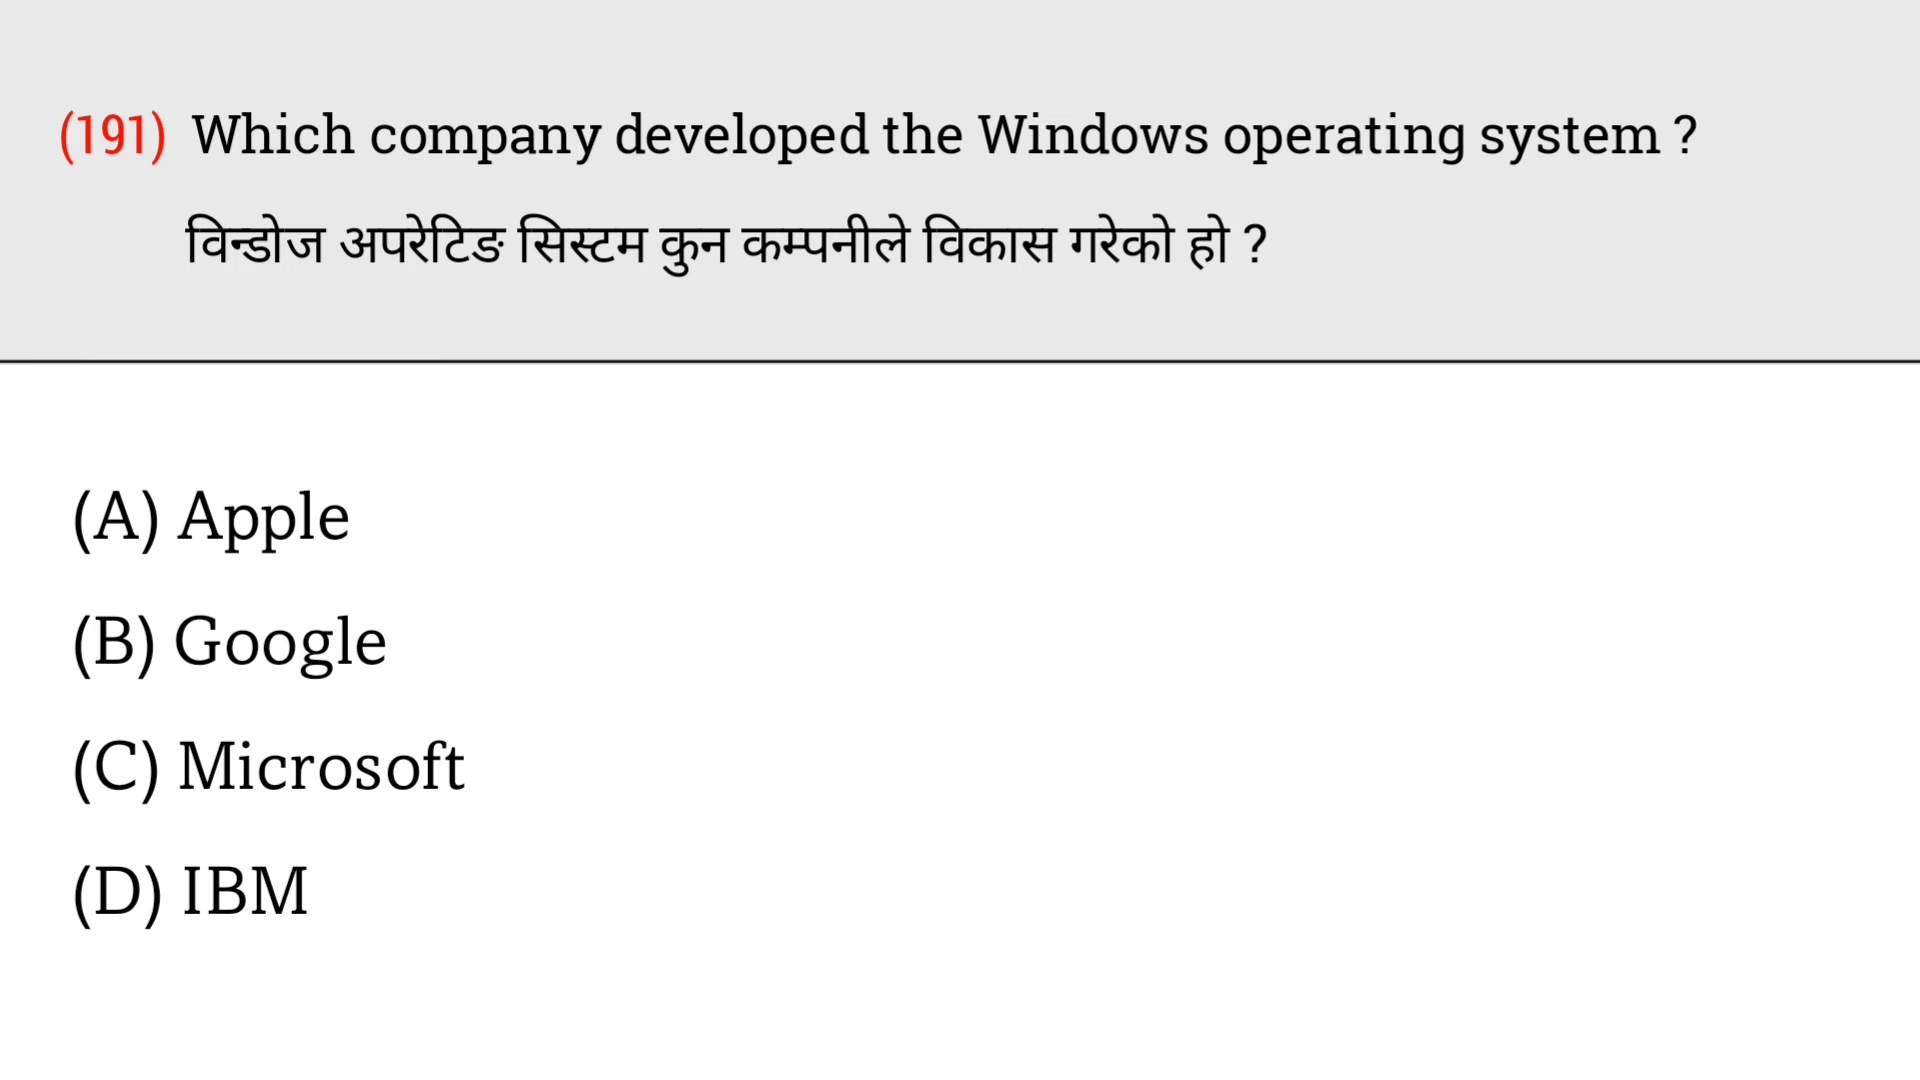 (191) Which company developed the Windows operating system ?
विन्डोज अपरेटिङ सिस्टम कुन कम्पनीले विकास गरेको हो ?
(A) Apple
(B) Google
(C) Microsoft
(D) IBM